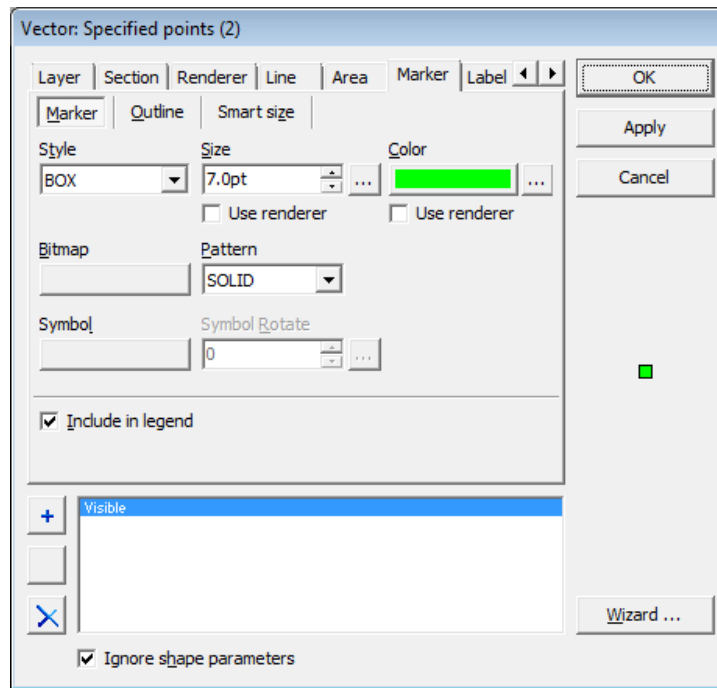 Vector: Specified points (2)
Layer Section Renderer Line Area Marker Label
OK
Marker Outline Smart size
Apply
Style Size Color
BOX 7.0pt ... ...
Cancel
Use renderer Use renderer
Bitmap Pattern
SOLID
Symbol Symbol Rotate
0 ...
Include in legend
+ Visible
Wizard ...
Ignore shape parameters